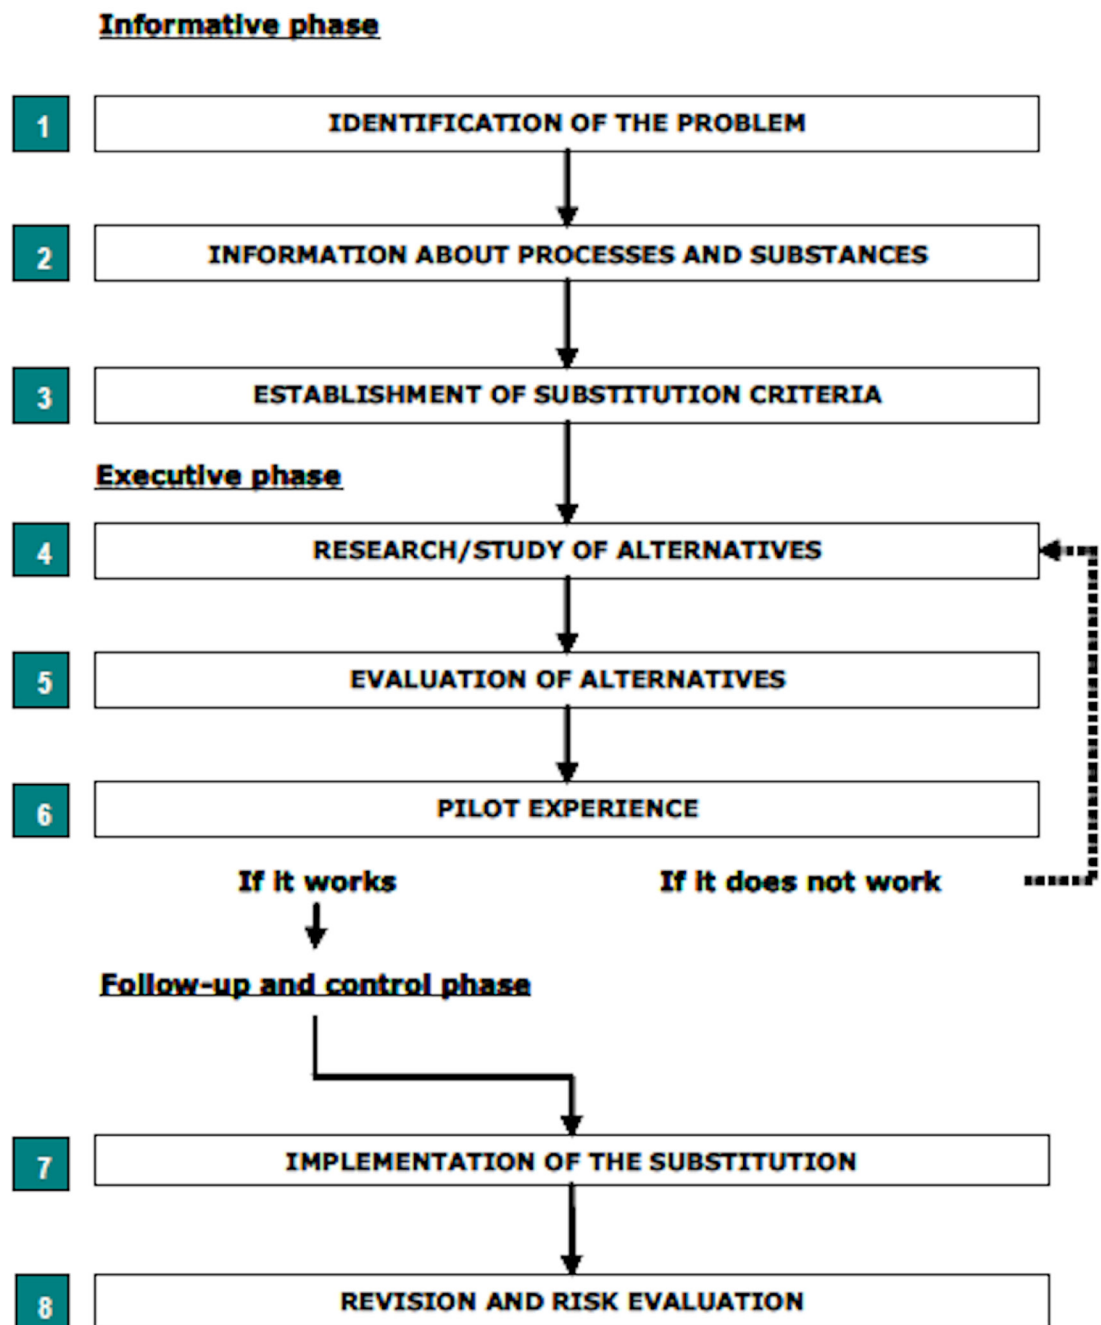 Informative phase
1 IDENTIFICATION OF THE PROBLEM
2 INFORMATION ABOUT PROCESSES AND SUBSTANCES
3 ESTABLISHMENT OF SUBSTITUTION CRITERIA
Executive phase
4 RESEARCH/STUDY OF ALTERNATIVES
5 EVALUATION OF ALTERNATIVES
6 PILOT EXPERIENCE
If it works If it does not work
Follow-up and control phase
7 IMPLEMENTATION OF THE SUBSTITUTION
8 REVISION AND RISK EVALUATION